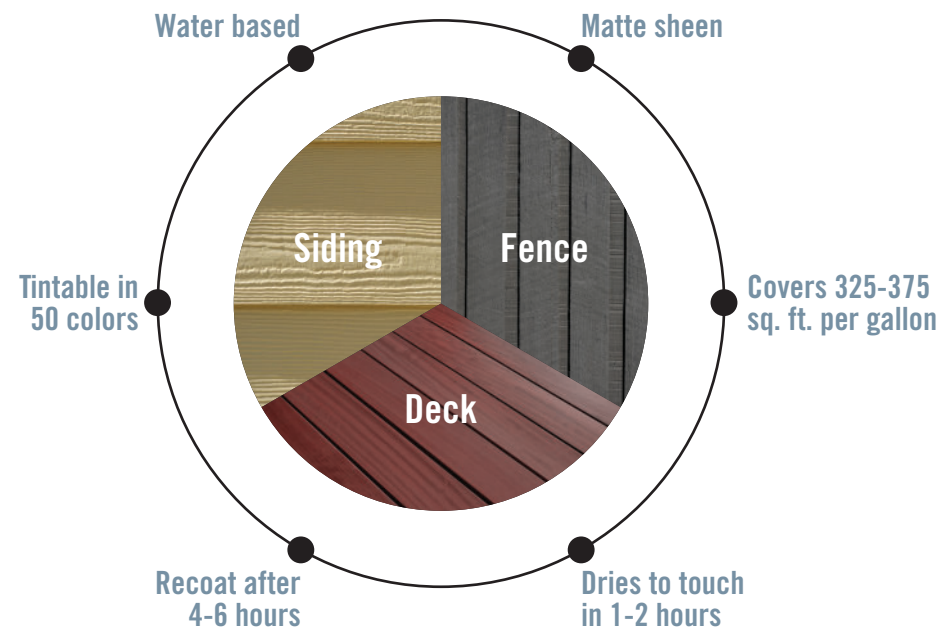 Water based
Matte sheen
Siding
Fence
Tintable in
50 colors
Covers 325-375
sq. ft. per gallon
Deck
Recoat after
4-6 hours
Dries to touch
in 1-2 hours